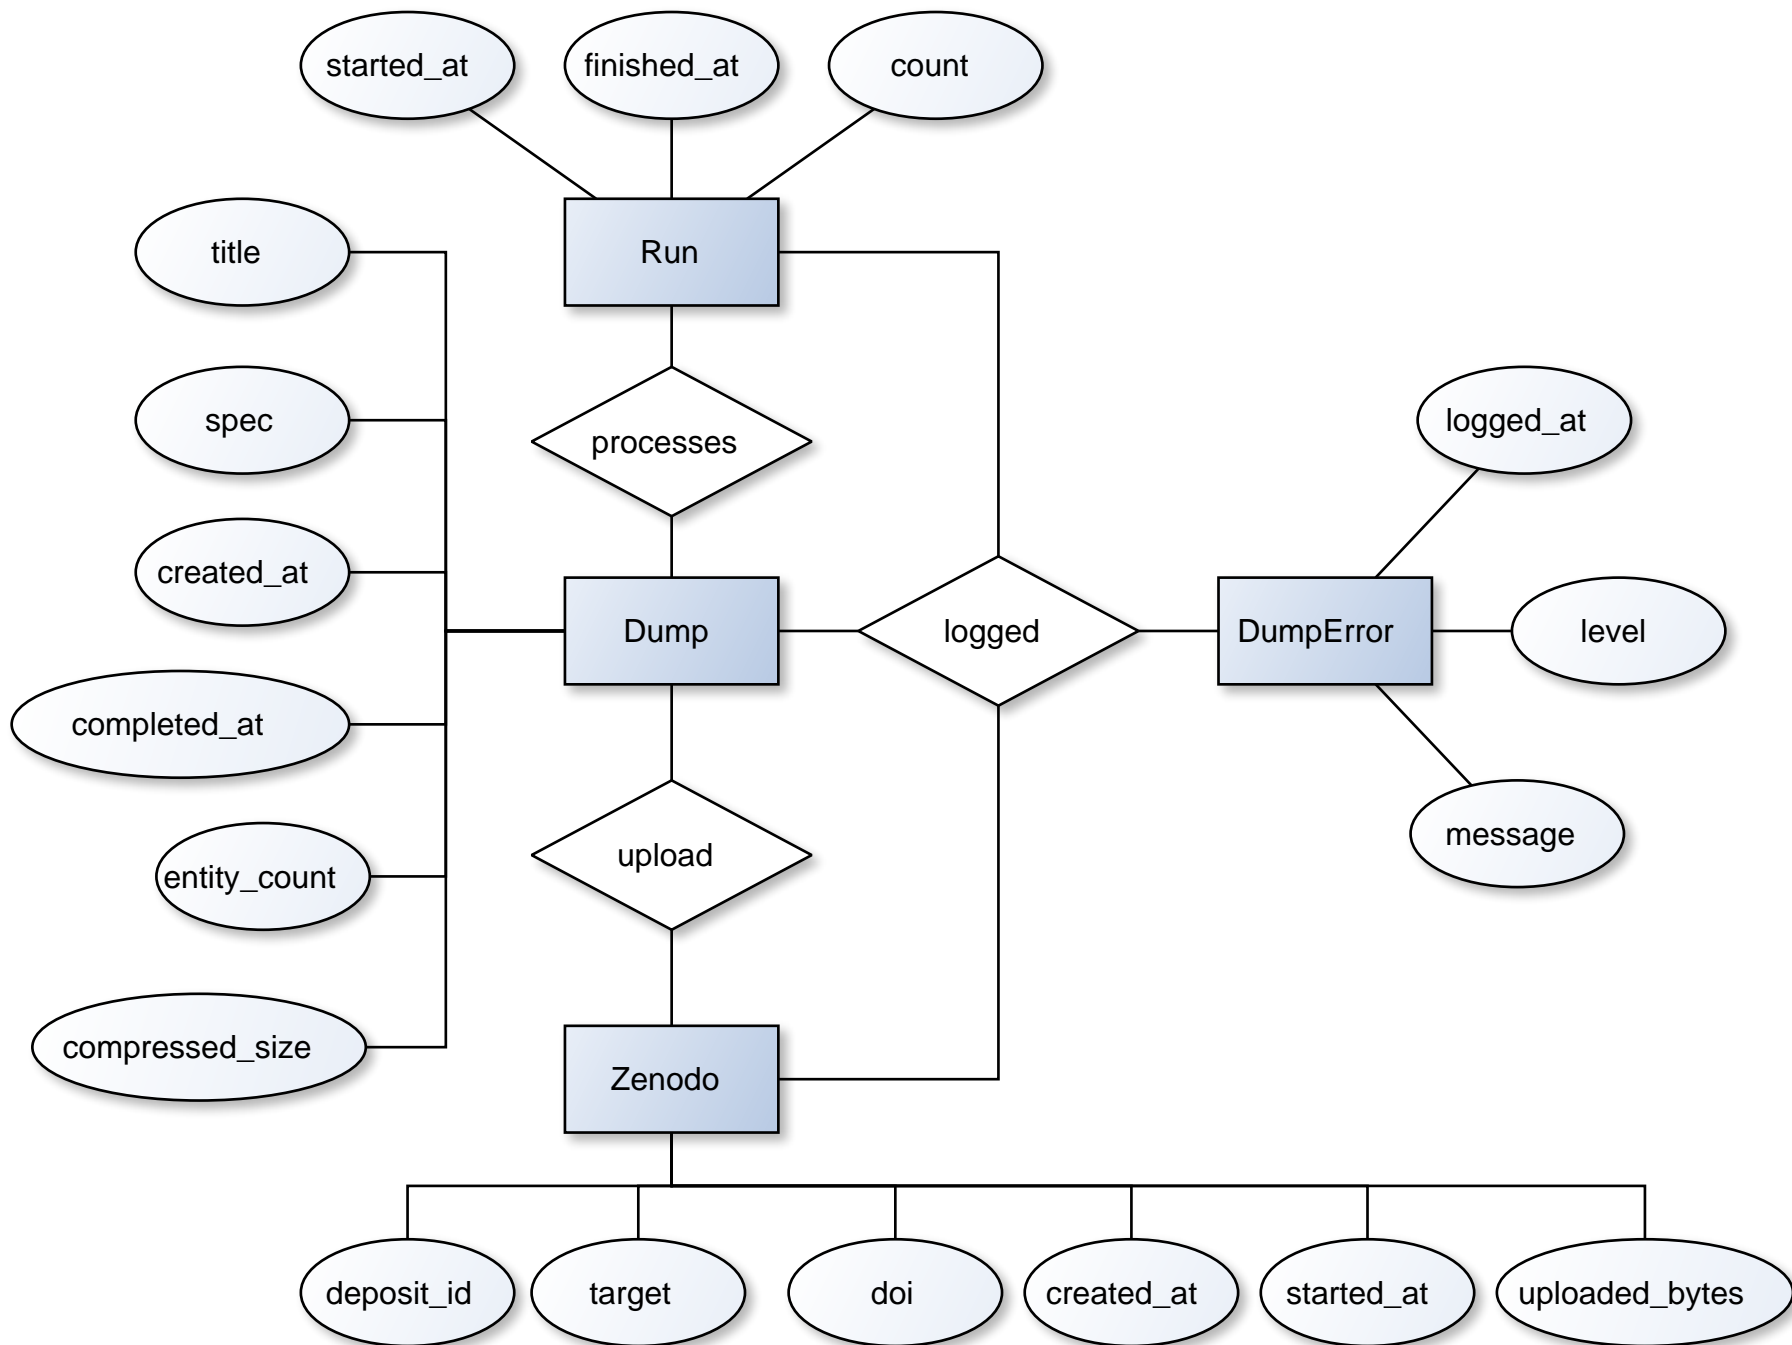 started_at
finished_at
count
title
Run
spec
processes
logged_at
created_at
Dump
logged
DumpError
level
completed_at
upload
message
entity_count
compressed_size
Zenodo
deposit_id
target
doi
created_at
started_at
uploaded_bytes